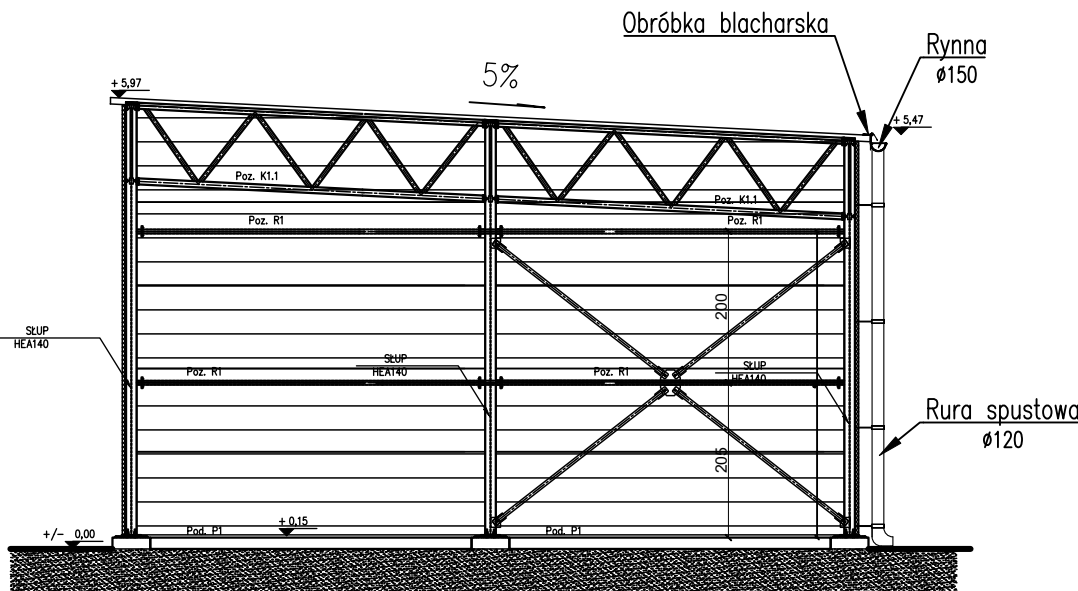 Obróbka blacharska
Rynna
ø150
5%
+ 5,97
+ 5,47
Poz. K1.1
Poz. K1.1
Poz. R1
Poz. R1
200
SŁUP
HEA140
SŁUP
HEA140
SŁUP
HEA140
Poz. R1
Poz. R1
Rura spustowa
ø120
205
+/- 0,00
Pod. P1
+ 0,15
Pod. P1